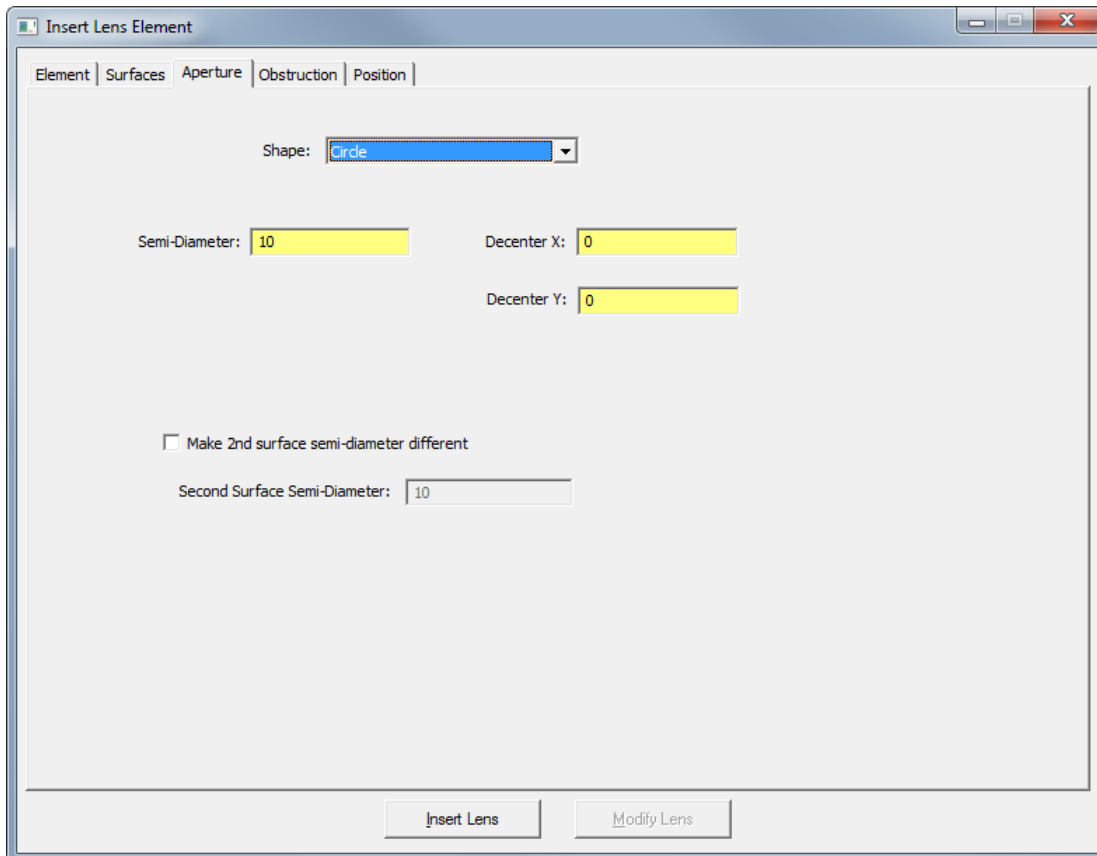 Insert Lens Element
Element Surfaces Aperture Obstruction Position
Shape: Circle
Semi-Diameter: 10 Decenter X: 0
Decenter Y: 0
Make 2nd surface semi-diameter different
Second Surface Semi-Diameter: 10
Insert Lens Modify Lens